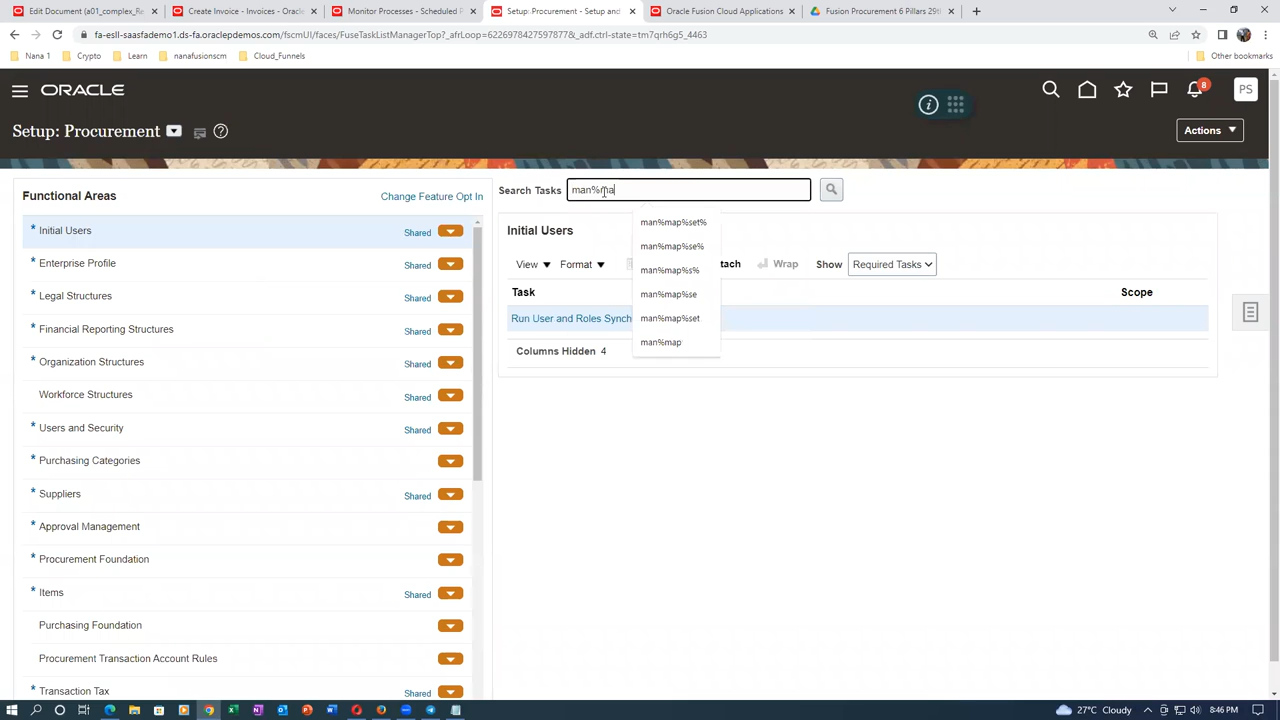 Edit Document (a01_complex_Re
Create Invoice - Invoices - Oracle
Monitor Processes - Scheduled P
Setup: Procurement - Setup and
Oracle Fusion Cloud Applications
Fusion Procurement 6 Pillars 29th
fa-esll-saasfademo1.ds-fa.oraclepdemos.com/fscmUI/faces/FuseTaskListManagerTop?_afrLoop=62269784275978778&_adf.ctrl-state=tm7qrh6g5_4463
Nana 1
Crypto
Learn
nanafusionscm
Cloud_Funnels
Other bookmarks
ORACLE
8
PS
Setup: Procurement
Actions
Functional Areas
Change Feature Opt In
Search Tasks
man%ma
* Initial Users Shared
* Enterprise Profile Shared
* Legal Structures Shared
* Financial Reporting Structures Shared
* Organization Structures Shared
Workforce Structures Shared
* Users and Security Shared
* Purchasing Categories
* Suppliers Shared
* Approval Management
* Procurement Foundation
* Items Shared
Purchasing Foundation
Procurement Transaction Account Rules
* Transaction Tax Shared
Initial Users
View
Format
tach
Wrap
Show
Required Tasks
Task
Scope
Run User and Roles Synch
Columns Hidden 4
man%map%set%
man%map%se%
man%map%s%
man%map%se
man%map%set
man%map
27°C Cloudy
8:46 PM